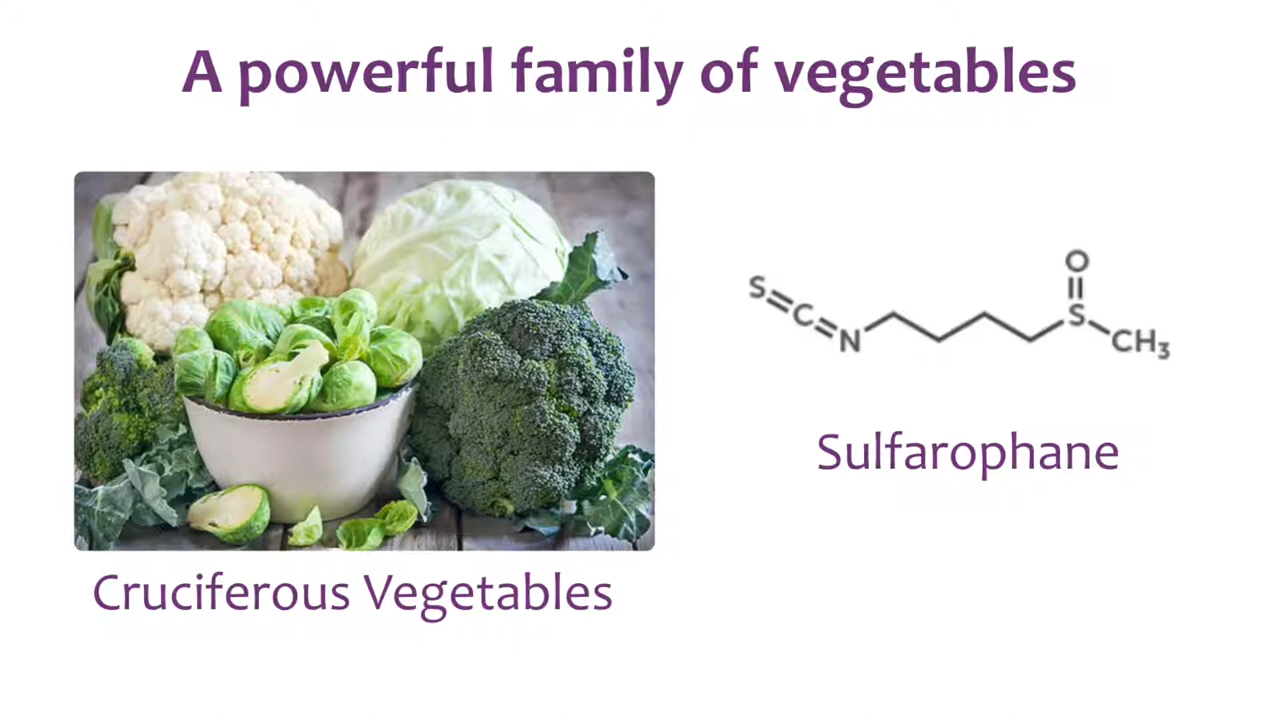 A powerful family of vegetables
O
S
S=C=N
CH₃
Sulfarophane
Cruciferous Vegetables